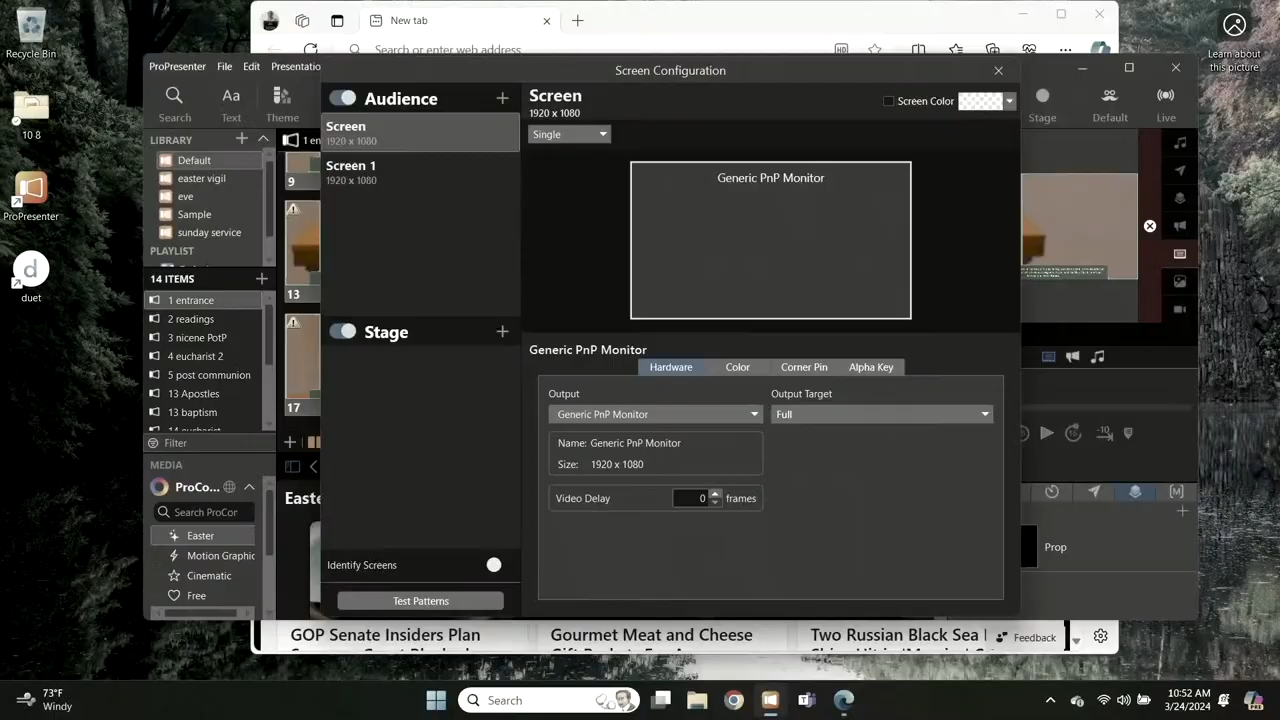 New tab
Search or enter web address
Recycle Bin
10 8
ProPresenter
duet
Learn about
this picture
ProPresenter File Edit Presentatio
Search Text Theme
Stage Default Live
LIBRARY
Default
easter vigil
eve
Sample
sunday service
PLAYLIST
14 ITEMS
1 entrance
2 readings
3 nicene PotP
4 eucharist 2
5 post communion
13 Apostles
13 baptism
Filter
MEDIA
ProCo...
Search ProCor
Easter
Motion Graphic
Cinematic
Free
1 en
9
13
17
Easte
Screen Configuration
Audience
Screen
1920 x 1080
Screen 1
1920 x 1080
Stage
Identify Screens
Test Patterns
Screen
1920 x 1080
Screen Color
Single
Generic PnP Monitor
Generic PnP Monitor
Hardware Color Corner Pin Alpha Key
Output
Generic PnP Monitor
Output Target
Full
Name: Generic PnP Monitor
Size: 1920 x 1080
Video Delay 0 frames
-10
Prop
GOP Senate Insiders Plan
Gourmet Meat and Cheese
Two Russian Black Sea
Feedback
73°F
Windy
Search
10:52 AM
3/24/2024